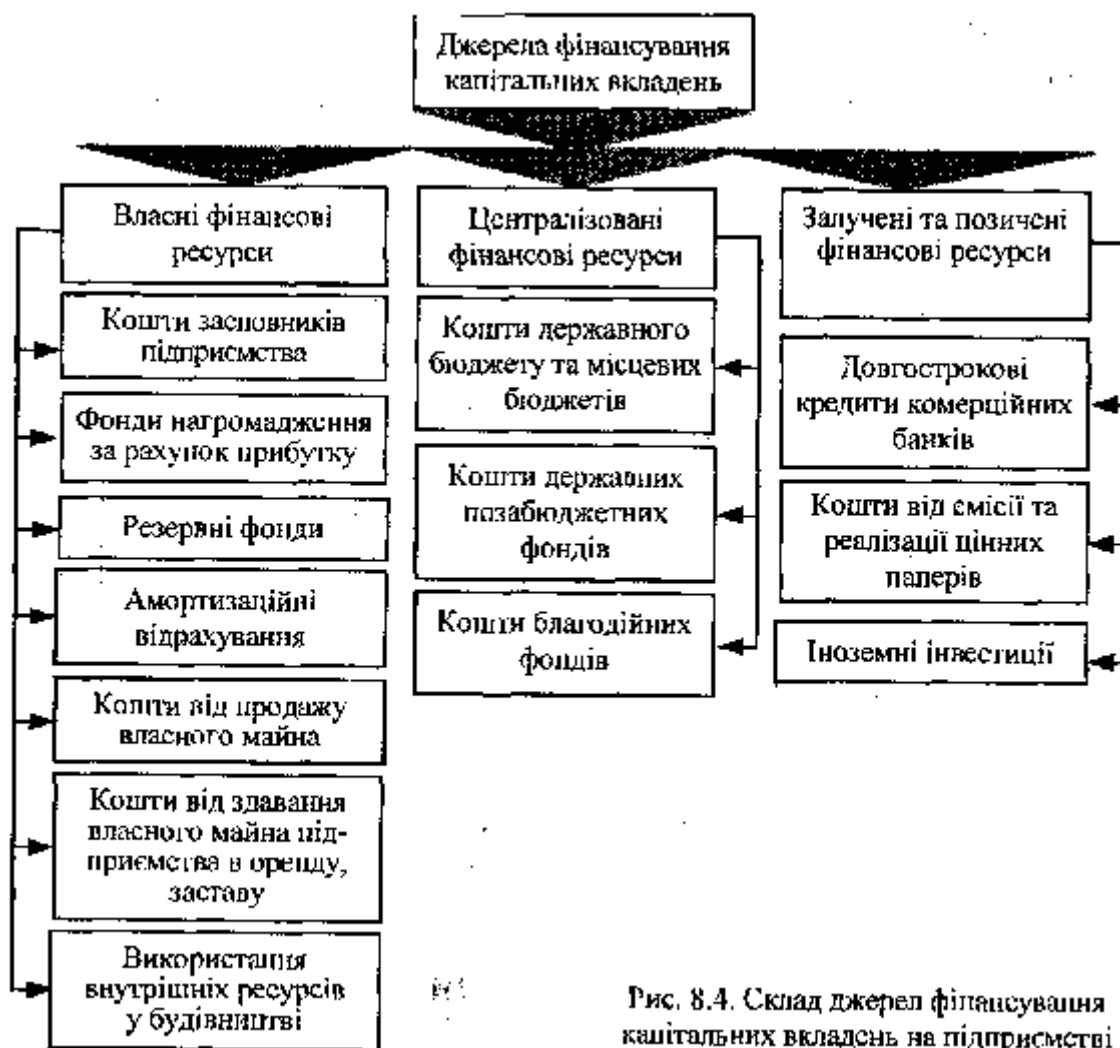 Джерела фінансування
капітальних вкладень
Власні фінансові
ресурси
Кошти засновників
підприємства
Фонди нагромадження
за рахунок прибутку
Резервні фонди
Амортизаційні
відрахування
Кошти від продажу
власного майна
Кошти від здавання
власного майна під-
приємства в оренду,
заставу
Використання
внутрішніх ресурсів
у будівництві
Централізовані
фінансові ресурси
Кошти державного
бюджету та місцевих
бюджетів
Кошти державних
позабюджетних
фондів
Кошти благодійних
фондів
Залучені та позичені
фінансові ресурси
Довгострокові
кредити комерційних
банків
Кошти від емісії та
реалізації цінних
паперів
Іноземні інвестиції
Рис. 8.4. Склад джерел фінансування
капітальних вкладень на підприємстві